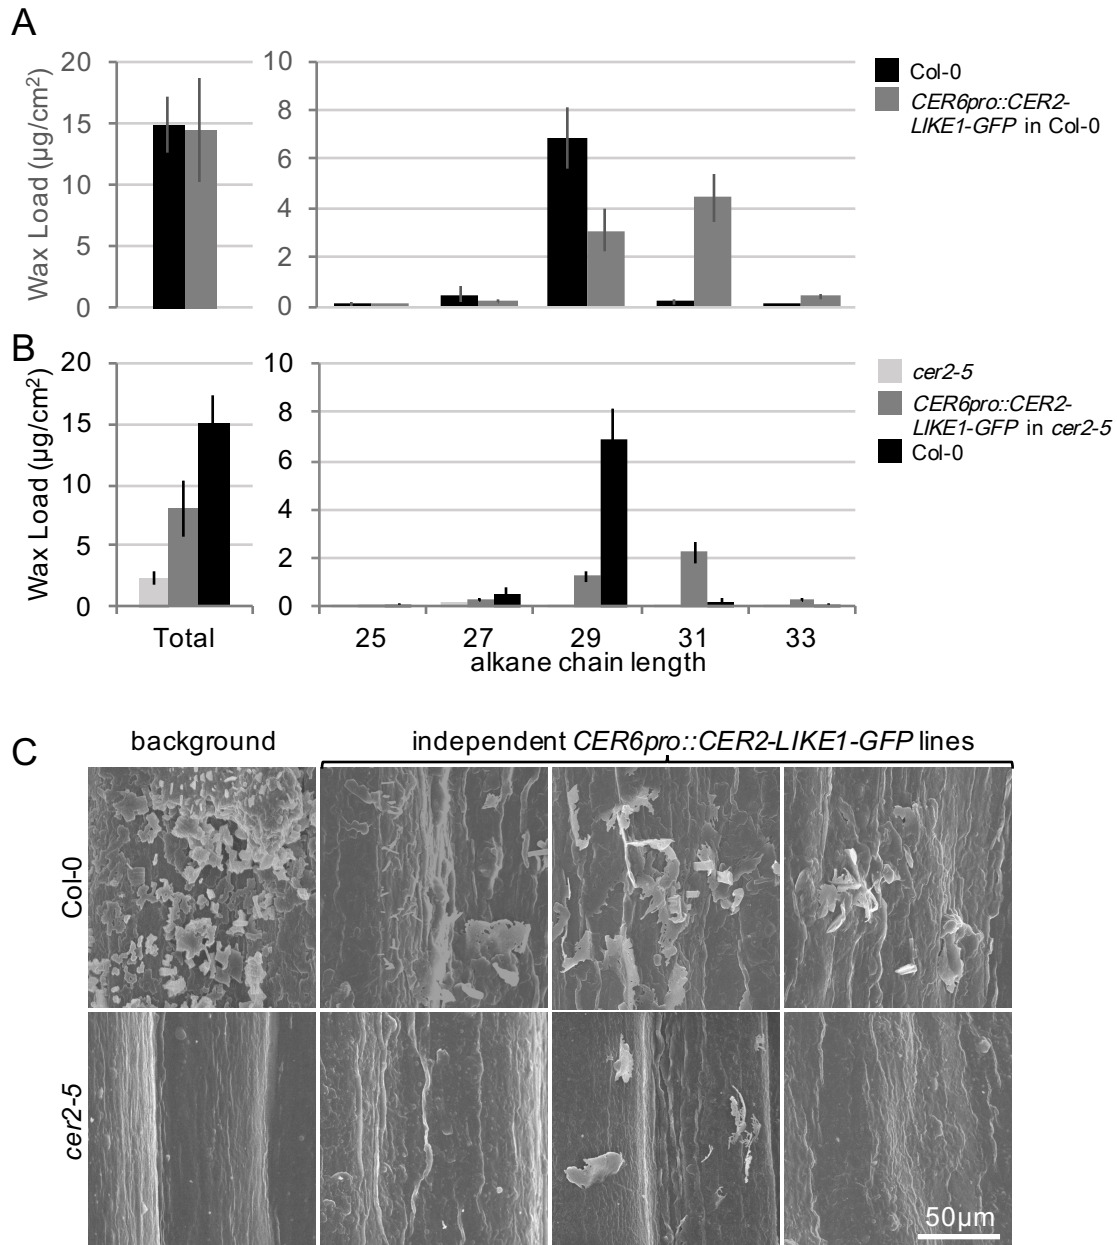 A
Wax Load (µg/cm²)
20
15
10
5
0
10
8
6
4
2
0
Col-0
CER6pro::CER2-
LIKE1-GFP in Col-0
B
Wax Load (µg/cm²)
20
15
10
5
0
Total
10
8
6
4
2
0
25 27 29 31 33
alkane chain length
cer2-5
CER6pro::CER2-
LIKE1-GFP in cer2-5
Col-0
C
background
independent CER6pro::CER2-LIKE1-GFP lines
Col-0
cer2-5
50µm